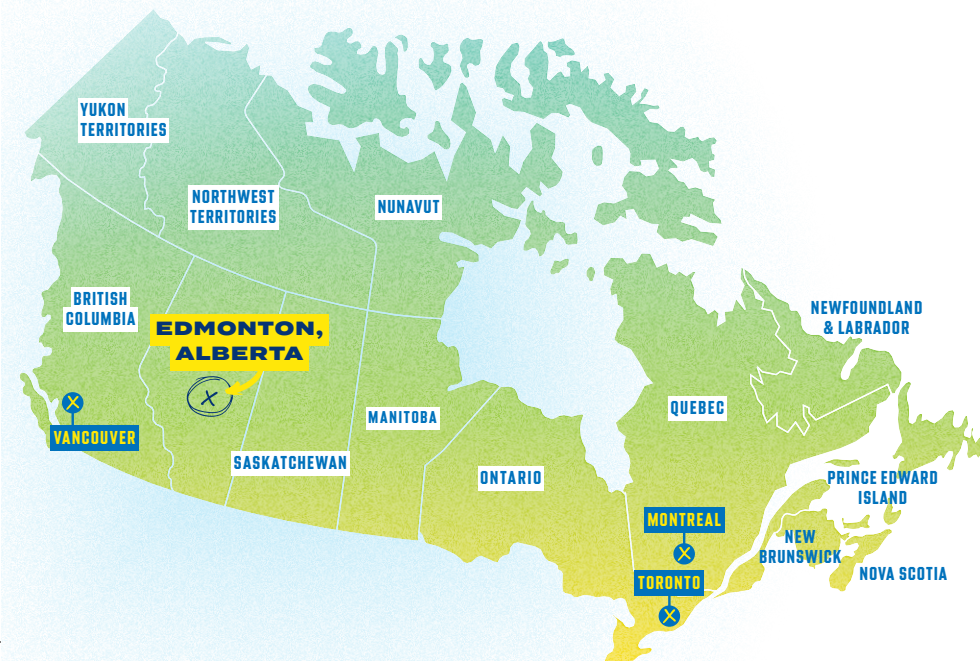 YUKON
TERRITORIES
NORTHWEST
TERRITORIES
NUNAVUT
BRITISH
COLUMBIA
EDMONTON,
ALBERTA
NEWFOUNDLAND
& LABRADOR
VANCOUVER
SASKATCHEWAN
MANITOBA
ONTARIO
QUEBEC
PRINCE EDWARD
ISLAND
MONTREAL
NEW
BRUNSWICK
NOVA SCOTIA
TORONTO